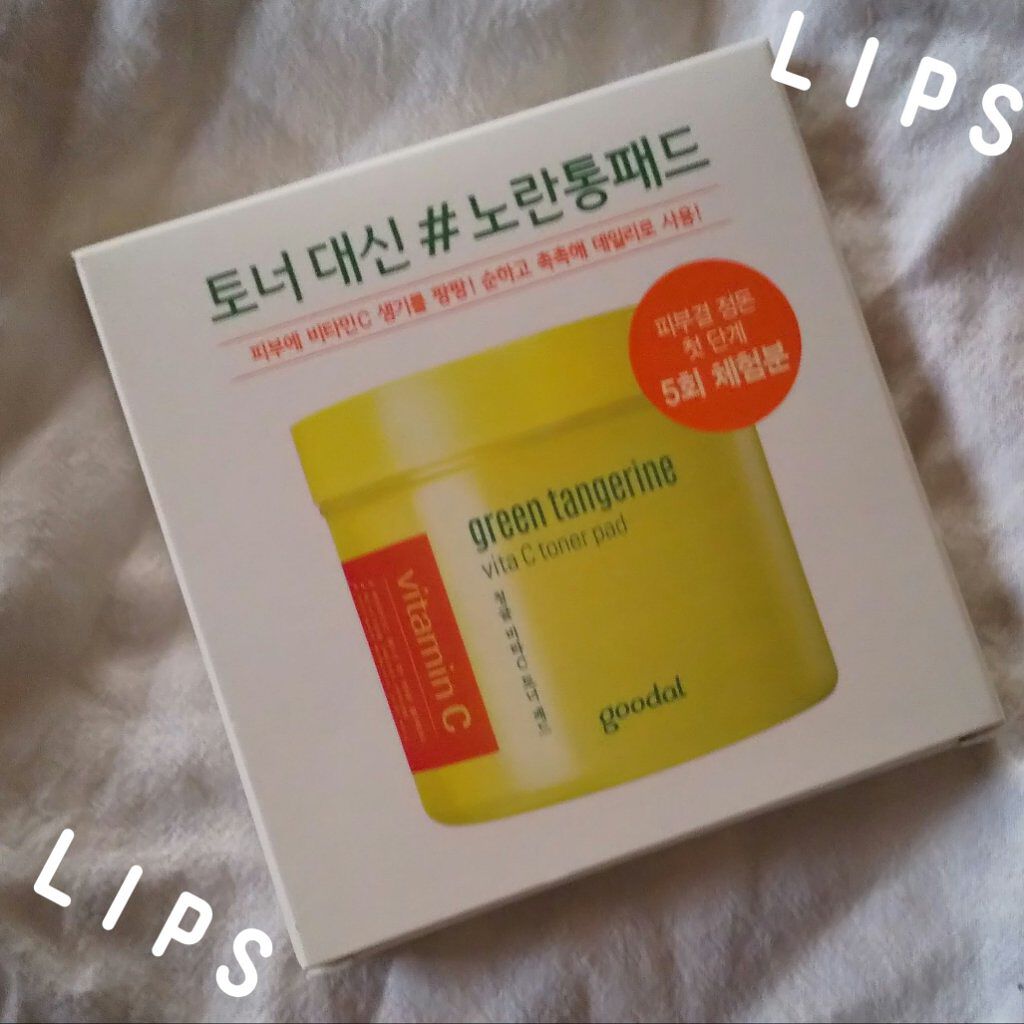 LIPS
토너 대신 # 노란통패드
피부에 비타민C 생기를 팡팡! 순하고 촉촉해 데일리로 사용!
피부결 정돈
첫 단계
5회 체험분
green tangerine
vita C toner pad
vitamin C
goodal
LIPS